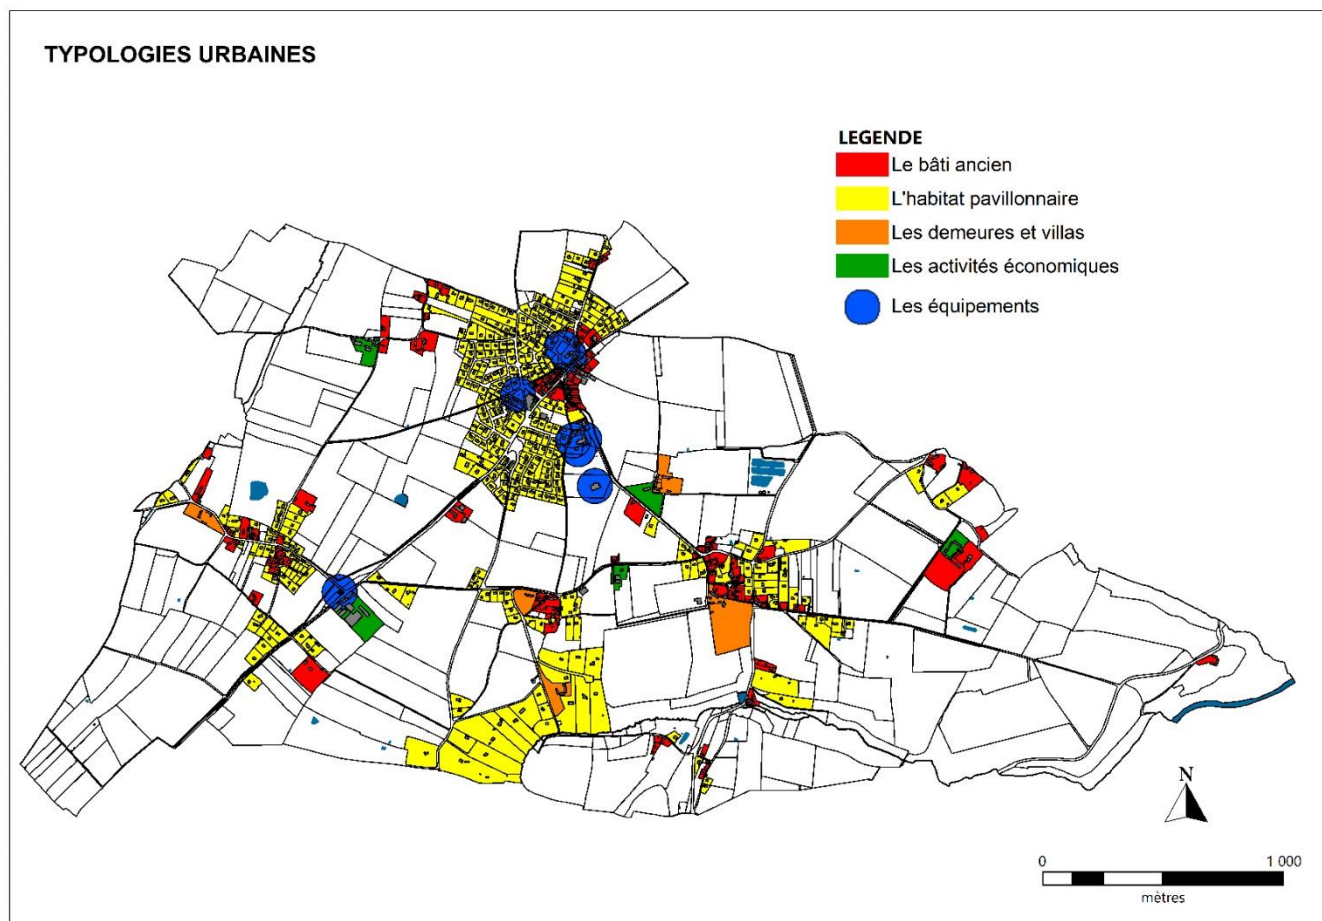 TYPOLOGIES URBAINES
LEGENDE
Le bâti ancien
L'habitat pavillonnaire
Les demeures et villas
Les activités économiques
Les équipements
N
0 1 000
mètres